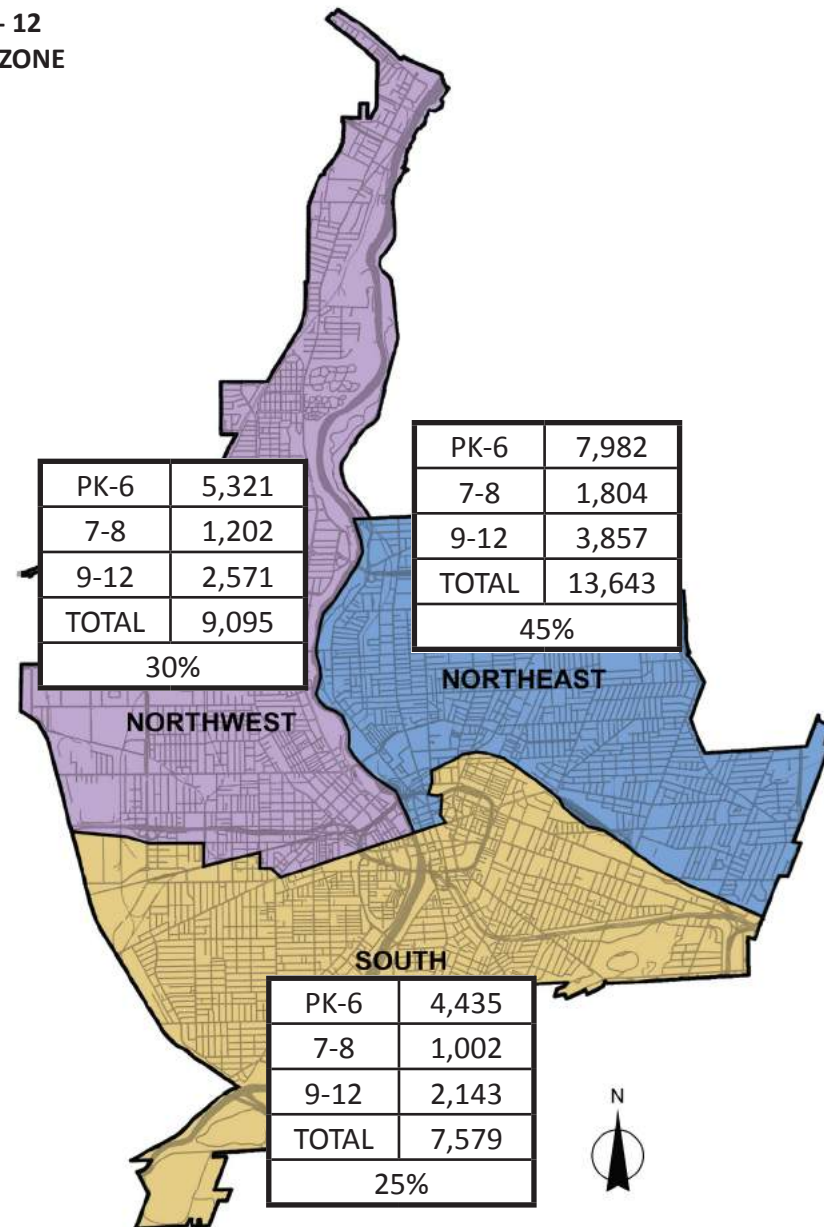 - 12
ZONE
PK-6 7,982
7-8 1,804
9-12 3,857
TOTAL 13,643
45%
NORTHEAST
PK-6 5,321
7-8 1,202
9-12 2,571
TOTAL 9,095
30%
NORTHWEST
SOUTH
PK-6 4,435
7-8 1,002
9-12 2,143
TOTAL 7,579
25%
N